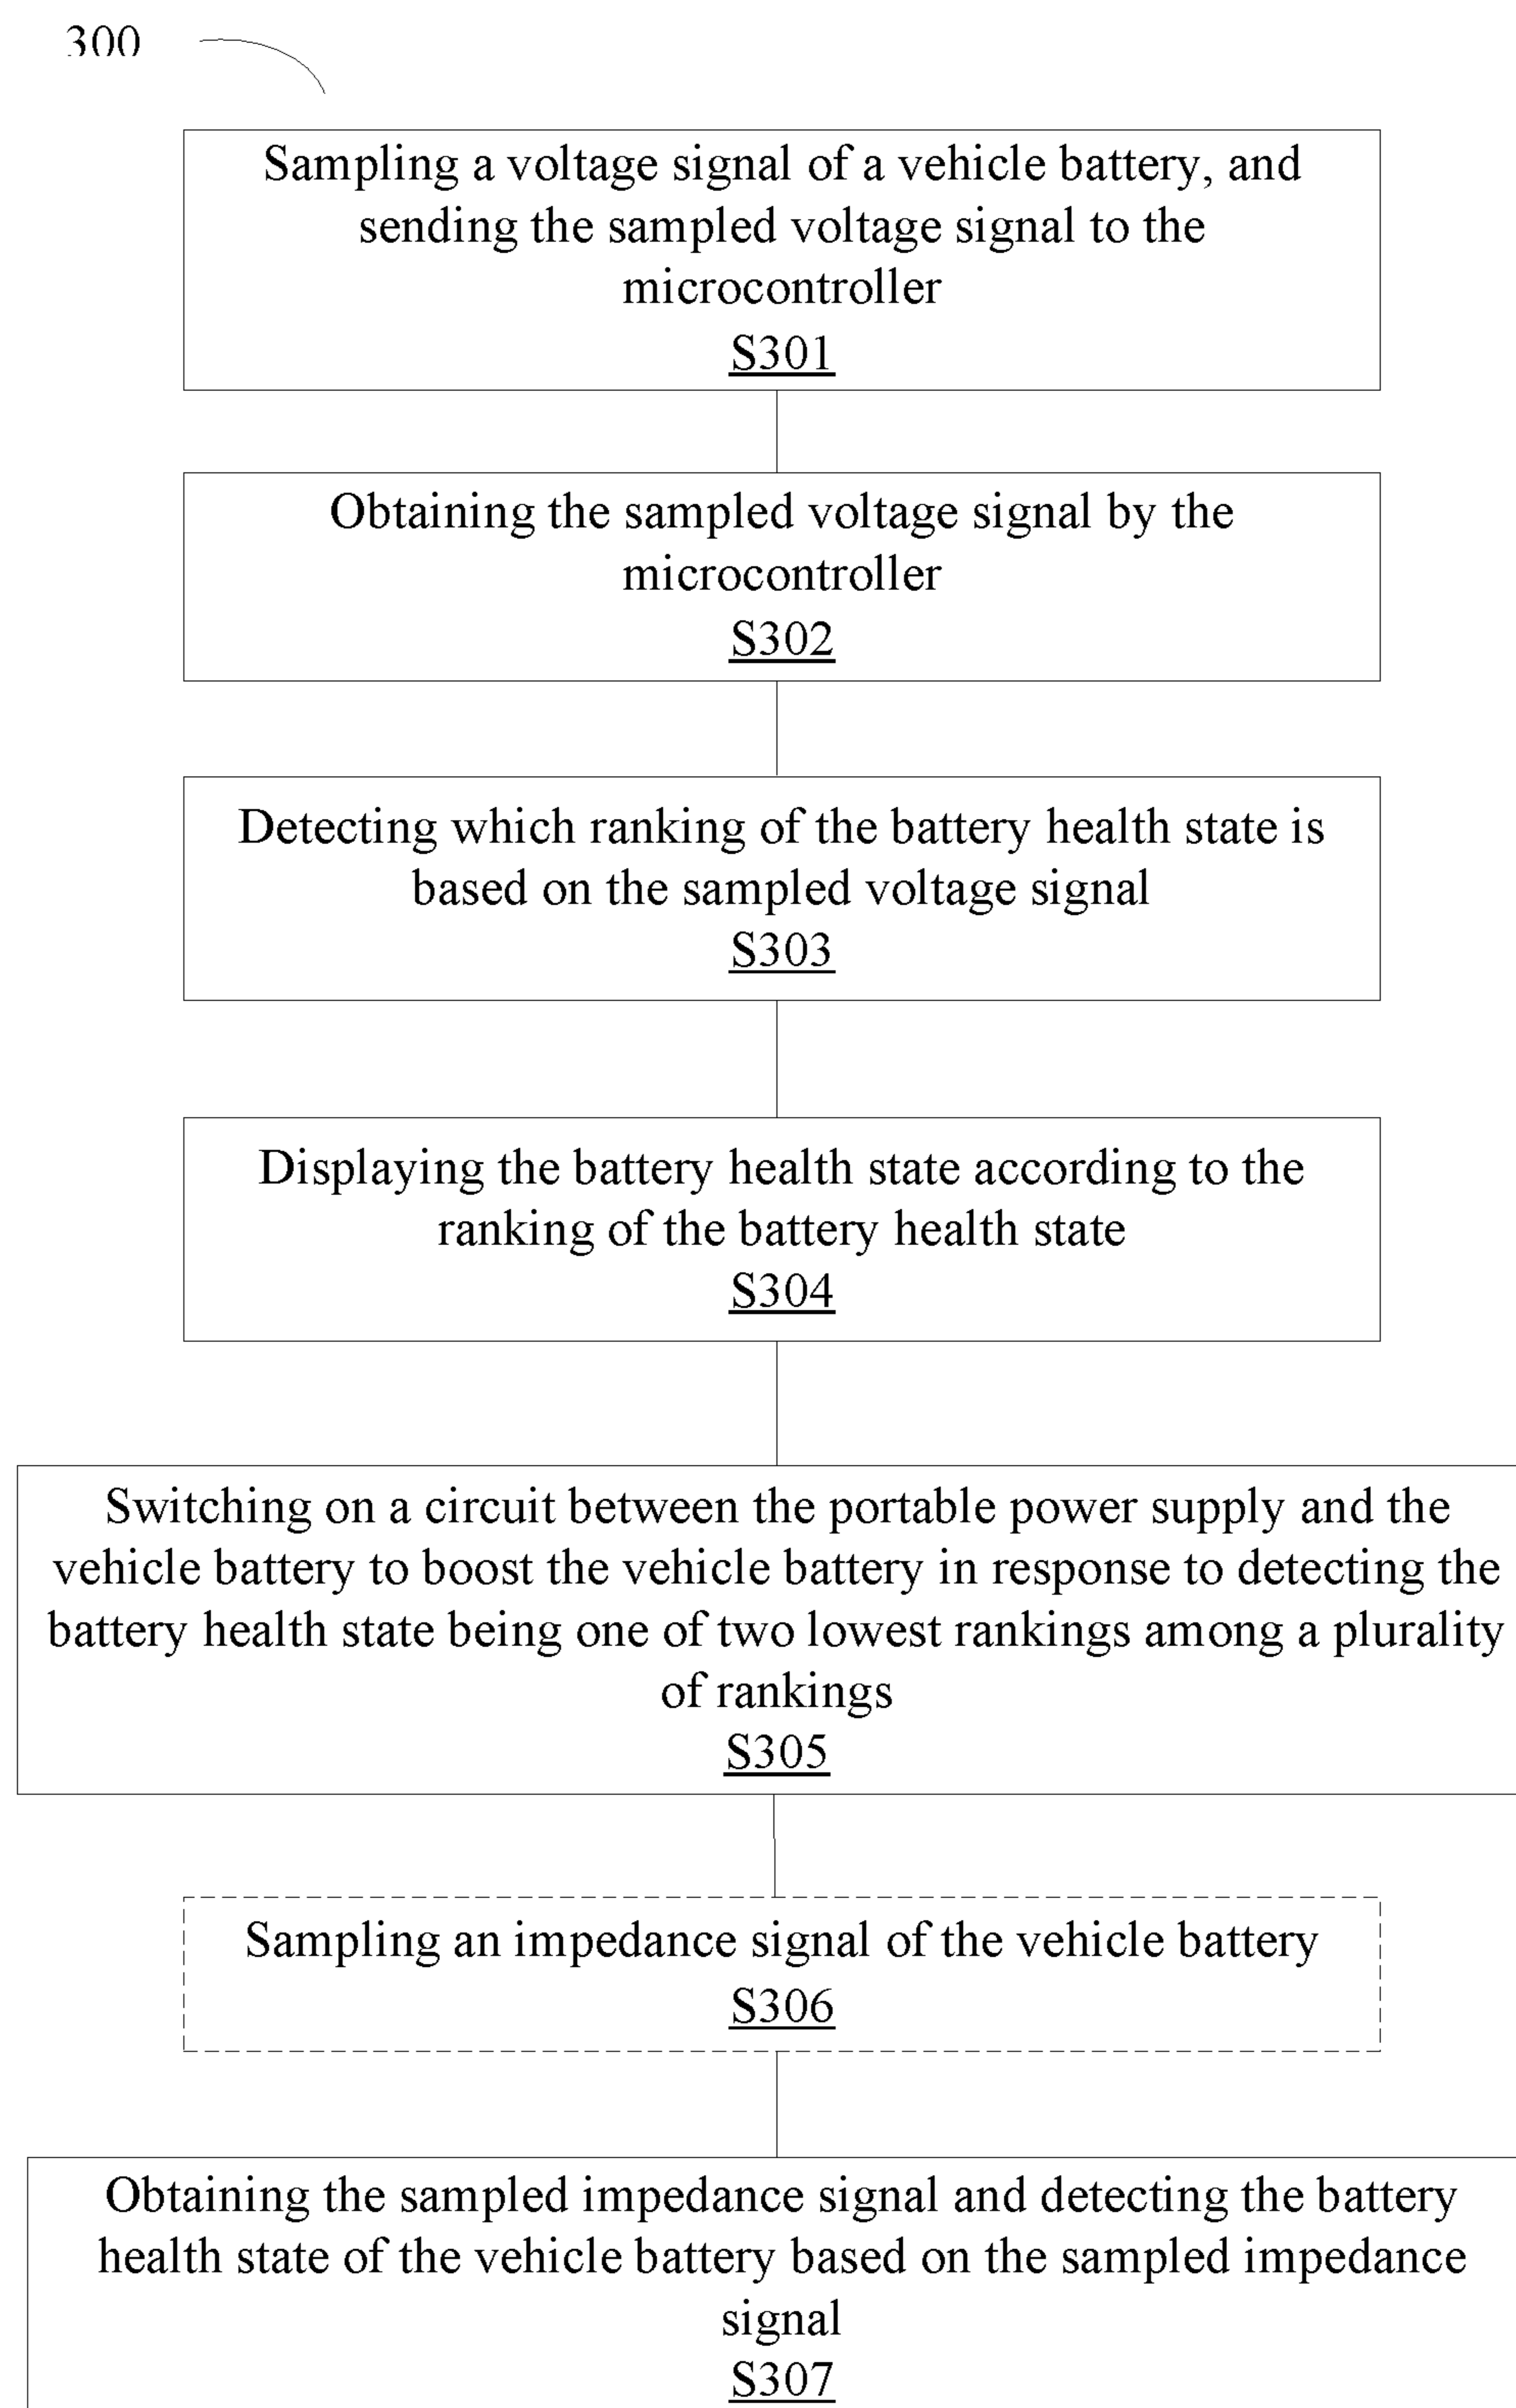 300
Sampling a voltage signal of a vehicle battery, and
sending the sampled voltage signal to the
microcontroller
S301
Obtaining the sampled voltage signal by the
microcontroller
S302
Detecting which ranking of the battery health state is
based on the sampled voltage signal
S303
Displaying the battery health state according to the
ranking of the battery health state
S304
Switching on a circuit between the portable power supply and the
vehicle battery to boost the vehicle battery in response to detecting the
battery health state being one of two lowest rankings among a plurality
of rankings
S305
Sampling an impedance signal of the vehicle battery
S306
Obtaining the sampled impedance signal and detecting the battery
health state of the vehicle battery based on the sampled impedance
signal
S307